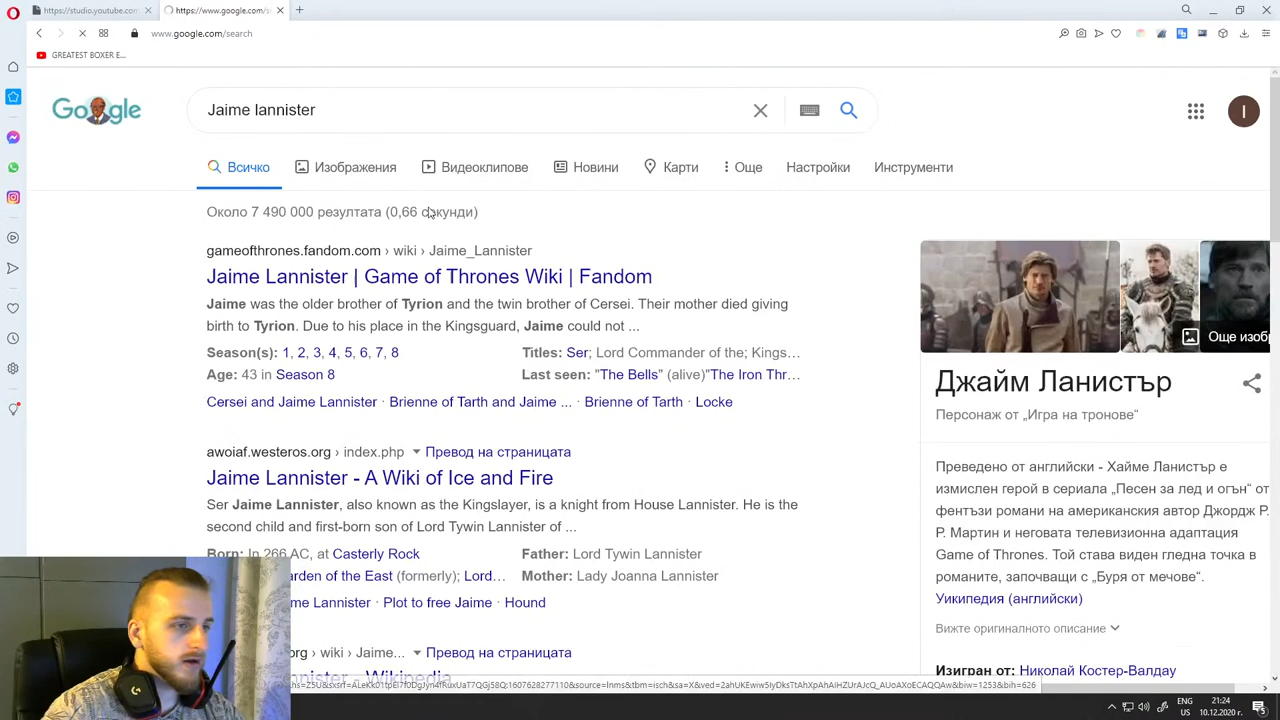 https://studio.youtube.com
https://www.google.com/s
www.google.com/search
GREATEST BOXER E...
Google
Jaime lannister
I
Всичко
Изображения
Видеоклипове
Новини
Карти
Още
Настройки
Инструменти
Около 7 490 000 резултата (0,66 секунди)
gameofthrones.fandom.com › wiki › Jaime_Lannister
Jaime Lannister | Game of Thrones Wiki | Fandom
Jaime was the older brother of Tyrion and the twin brother of Cersei. Their mother died giving
birth to Tyrion. Due to his place in the Kingsguard, Jaime could not ...
Season(s): 1, 2, 3, 4, 5, 6, 7, 8
Titles: Ser; Lord Commander of the; Kings...
Age: 43 in Season 8
Last seen: "The Bells" (alive)"The Iron Thr...
Cersei and Jaime Lannister · Brienne of Tarth and Jaime ... · Brienne of Tarth · Locke
awoiaf.westeros.org › index.php
Превод на страницата
Jaime Lannister - A Wiki of Ice and Fire
Ser Jaime Lannister, also known as the Kingslayer, is a knight from House Lannister. He is the
second child and first-born son of Lord Tywin Lannister of ...
Born: In 266 AC, at Casterly Rock
Father: Lord Tywin Lannister
arden of the East (formerly); Lord...
Mother: Lady Joanna Lannister
me Lannister · Plot to free Jaime · Hound
org › wiki › Jaime...
Превод на страницата
nnister - Wikipedia
Още изоб
Джайм Ланистър
Персонаж от „Игра на тронове“
Преведено от английски - Хайме Ланистър е
измислен герой в сериала „Песен за лед и огън“ от
фентъзи романи на американския автор Джордж Р.
Р. Мартин и неговата телевизионна адаптация
Game of Thrones. Той става виден гледна точка в
романите, започващи с „Буря от мечове“.
Уикипедия (английски)
Вижте оригиналното описание
Изигран от: Николай Костер-Валдау
ENG
US
21:24
10.12.2020 г.
5